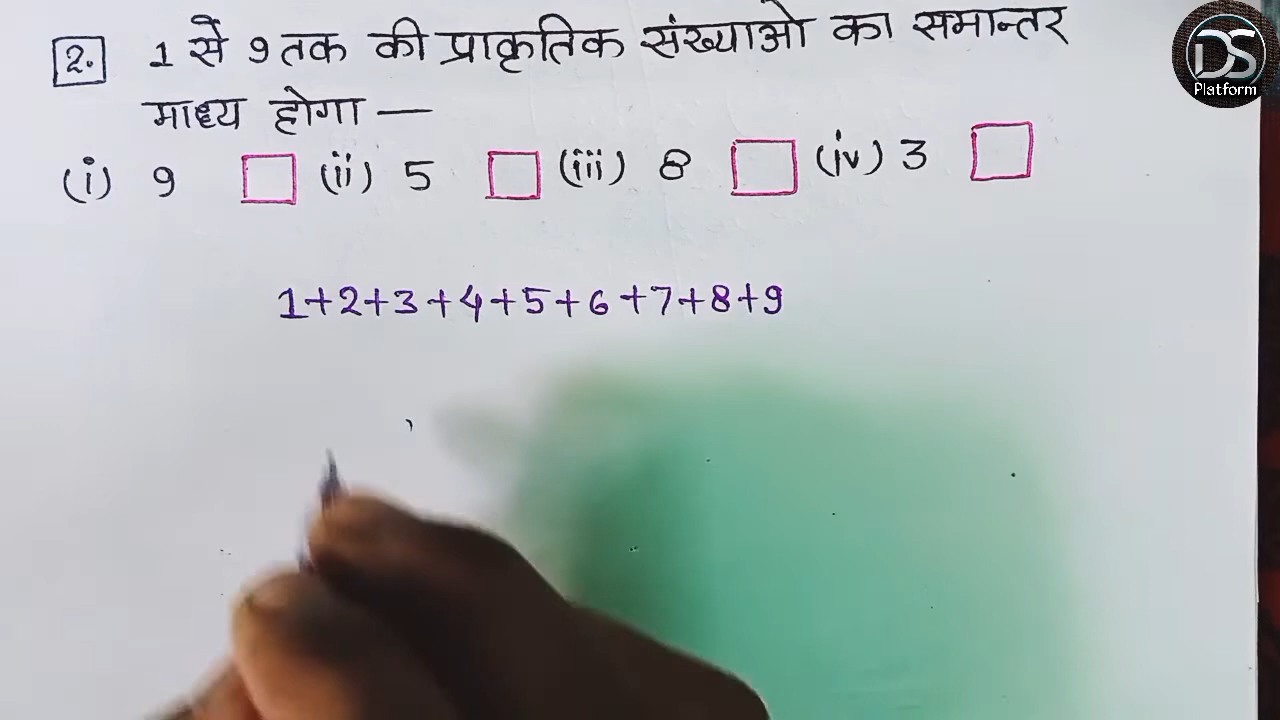 2. 1 से 9 तक की प्राकृतिक संख्याओ का समान्तर
माध्य होगा —
(i) 9 (ii) 5 (iii) 8 (iv) 3
1+2+3+4+5+6+7+8+9
DS
Platform